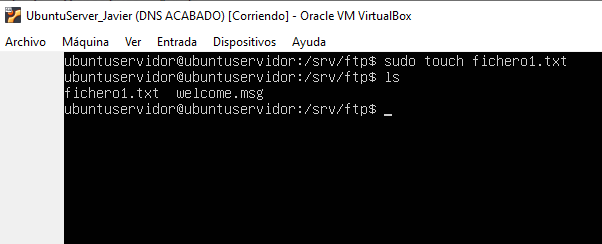 UbuntuServer_Javier (DNS ACABADO) [Corriendo] - Oracle VM VirtualBox
Archivo Máquina Ver Entrada Dispositivos Ayuda
ubuntuservidor@ubuntuservidor:/srv/ftp$ sudo touch fichero1.txt
ubuntuservidor@ubuntuservidor:/srv/ftp$ ls
fichero1.txt  welcome.msg
ubuntuservidor@ubuntuservidor:/srv/ftp$ _